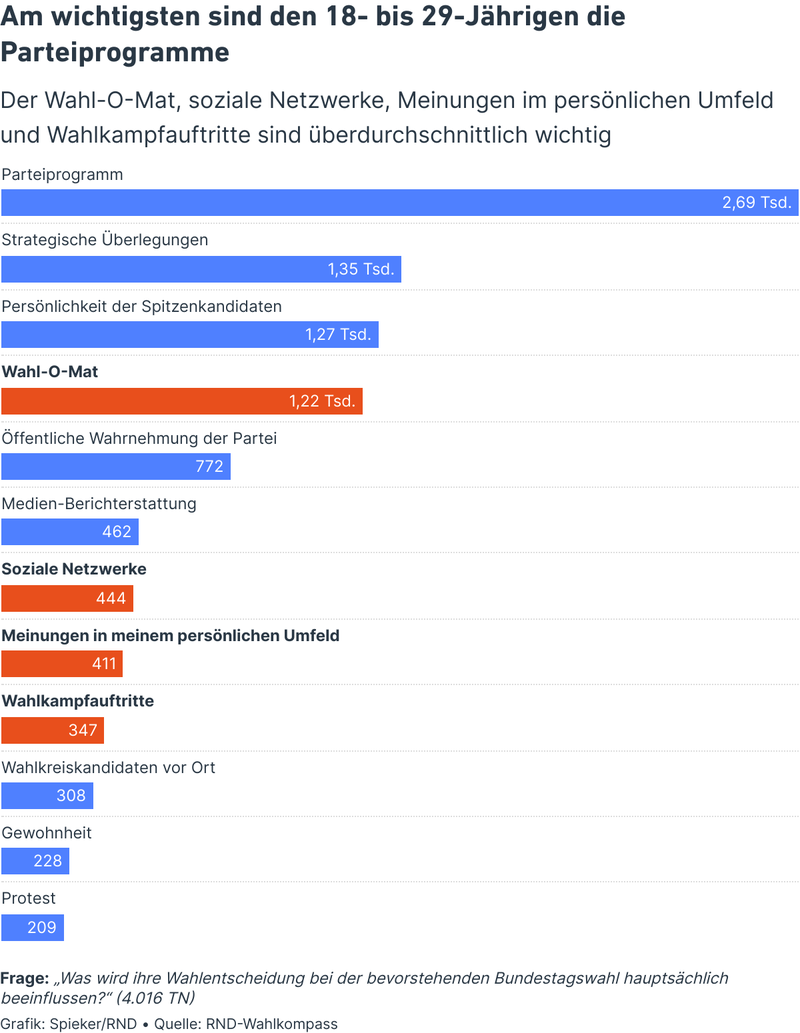 Am wichtigsten sind den 18- bis 29-Jährigen die
Parteiprogramme
Der Wahl-O-Mat, soziale Netzwerke, Meinungen im persönlichen Umfeld
und Wahlkampfauftritte sind überdurchschnittlich wichtig
Parteiprogramm
2,69 Tsd.
Strategische Überlegungen
1,35 Tsd.
Persönlichkeit der Spitzenkandidaten
1,27 Tsd.
Wahl-O-Mat
1,22 Tsd.
Öffentliche Wahrnehmung der Partei
772
Medien-Berichterstattung
462
Soziale Netzwerke
444
Meinungen in meinem persönlichen Umfeld
411
Wahlkampfauftritte
347
Wahlkreiskandidaten vor Ort
308
Gewohnheit
228
Protest
209
Frage: „Was wird ihre Wahlentscheidung bei der bevorstehenden Bundestagswahl hauptsächlich
beeinflussen?“ (4.016 TN)
Grafik: Spieker/RND • Quelle: RND-Wahlkompass